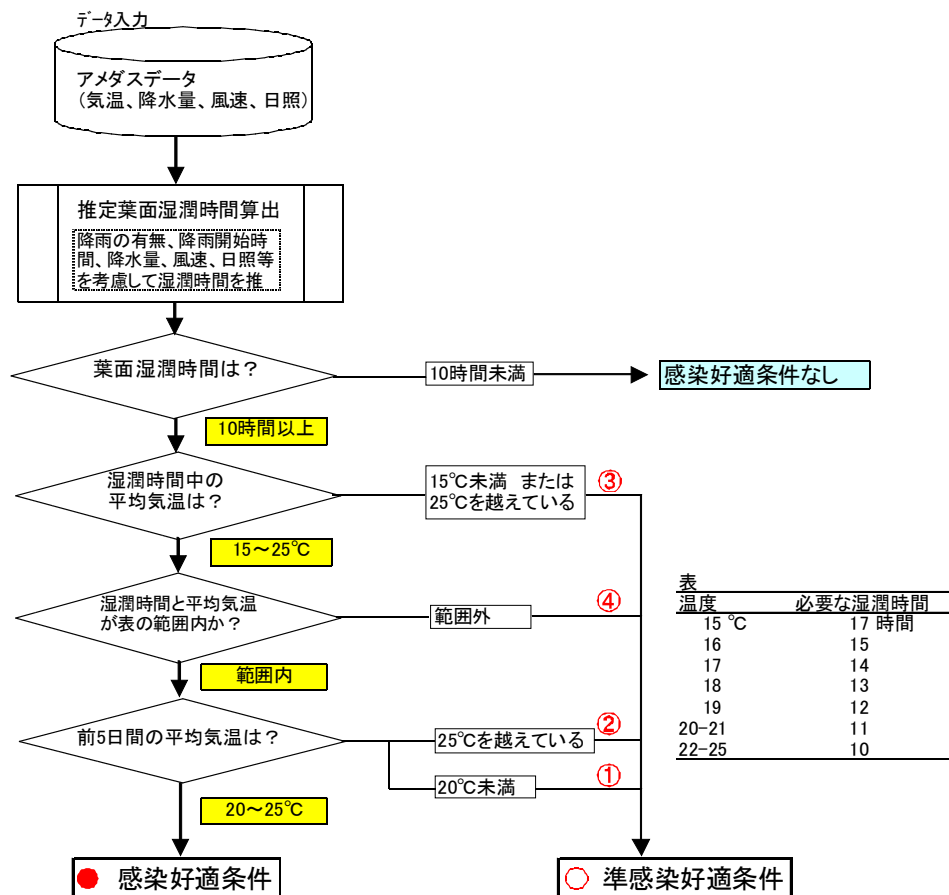 データ入力
アメダスデータ
(気温、降水量、風速、日照)
推定葉面湿潤時間算出
降雨の有無、降雨開始時
間、降水量、風速、日照等
を考慮して湿潤時間を推
葉面湿潤時間は?
10時間未満
感染好適条件なし
10時間以上
湿潤時間中の
平均気温は?
15℃未満 または
25℃を越えている
③
15~25℃
湿潤時間と平均気温
が表の範囲内か?
範囲外
④
範囲内
前5日間の平均気温は?
25℃を越えている
②
20℃未満
①
20~25℃
● 感染好適条件
○ 準感染好適条件
表
温度 必要な湿潤時間
15 ℃ 17 時間
16 15
17 14
18 13
19 12
20-21 11
22-25 10